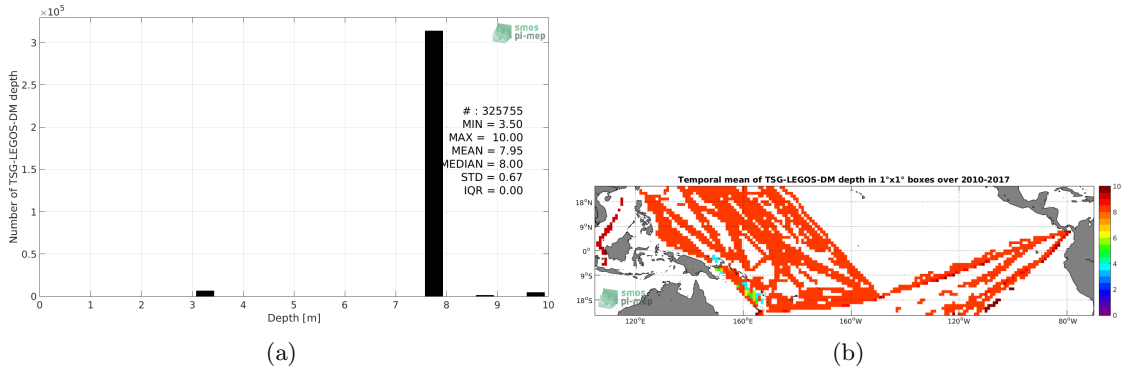 ×10⁵
3
2.5
2
1.5
1
0.5
0
Number of TSG-LEGOS-DM depth
smos
pi-mep
# : 325755
MIN = 3.50
MAX = 10.00
MEAN = 7.95
MEDIAN = 8.00
STD = 0.67
IQR = 0.00
0 1 2 3 4 5 6 7 8 9 10
Depth [m]
(a)
Temporal mean of TSG-LEGOS-DM depth in 1°x1° boxes over 2010-2017
18°N
9°N
0°N
9°S
18°S
smos
pi-mep
120°E 160°E 160°W 120°W 80°W
10
8
6
4
2
0
(b)